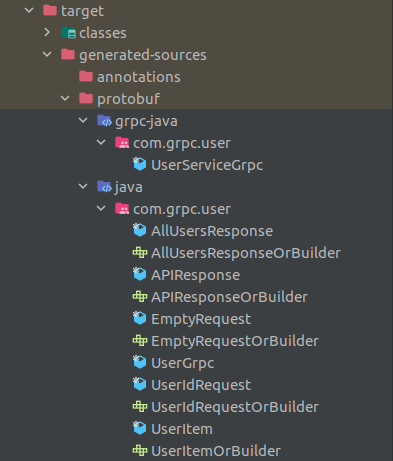 target
classes
generated-sources
annotations
protobuf
grpc-java
com.grpc.user
UserServiceGrpc
java
com.grpc.user
AllUsersResponse
AllUsersResponseOrBuilder
APIResponse
APIResponseOrBuilder
EmptyRequest
EmptyRequestOrBuilder
UserGrpc
UserIdRequest
UserIdRequestOrBuilder
UserItem
UserItemOrBuilder